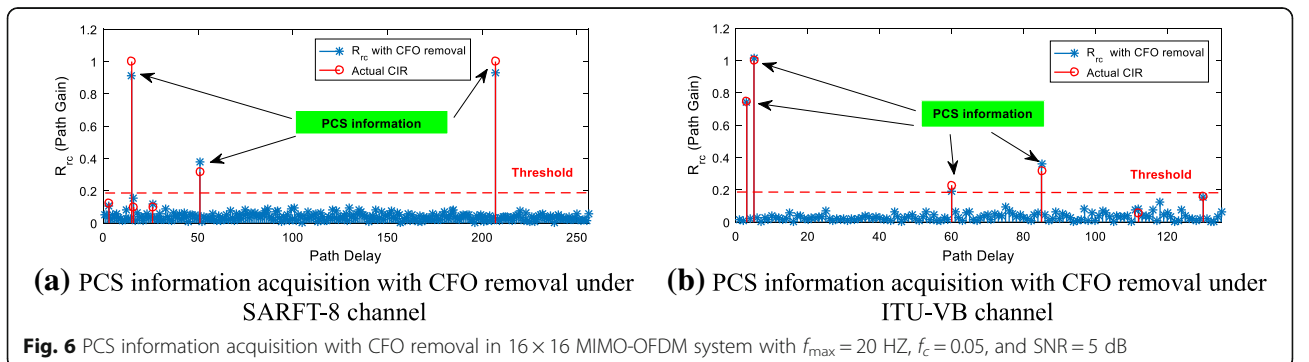 1.2
1
0.8
0.6
0.4
0.2
0
R_rc (Path Gain)
R_rc with CFO removal
Actual CIR
PCS information
Threshold
0 50 100 150 200 250
Path Delay
1.2
1
0.8
0.6
0.4
0.2
0
R_rc (Path Gain)
R_rc with CFO removal
Actual CIR
PCS information
Threshold
0 20 40 60 80 100 120
Path Delay
(a) PCS information acquisition with CFO removal under
SARFT-8 channel
(b) PCS information acquisition with CFO removal under
ITU-VB channel
Fig. 6 PCS information acquisition with CFO removal in 16 × 16 MIMO-OFDM system with f_max = 20 HZ, f_c = 0.05, and SNR = 5 dB